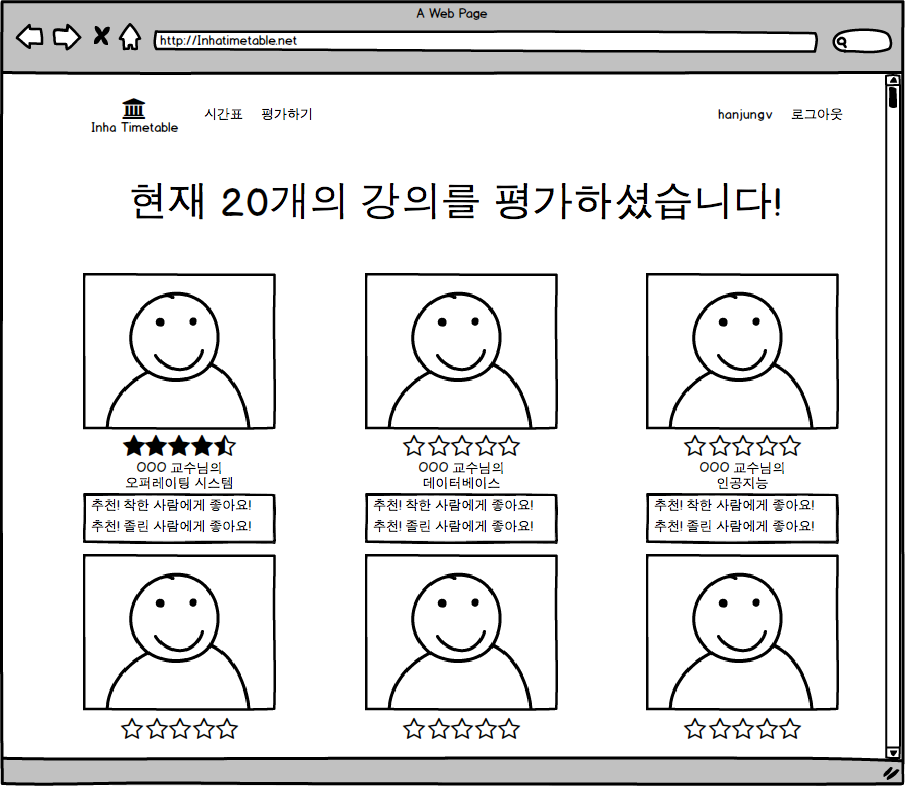 A Web Page
http://Inhatimetable.net
시간표 평가하기 hanjungv 로그아웃
Inha Timetable
현재 20개의 강의를 평가하셨습니다!
OOO 교수님의
오퍼레이팅 시스템
추천! 착한 사람에게 좋아요!
추천! 졸린 사람에게 좋아요!
OOO 교수님의
데이터베이스
추천! 착한 사람에게 좋아요!
추천! 졸린 사람에게 좋아요!
OOO 교수님의
인공지능
추천! 착한 사람에게 좋아요!
추천! 졸린 사람에게 좋아요!